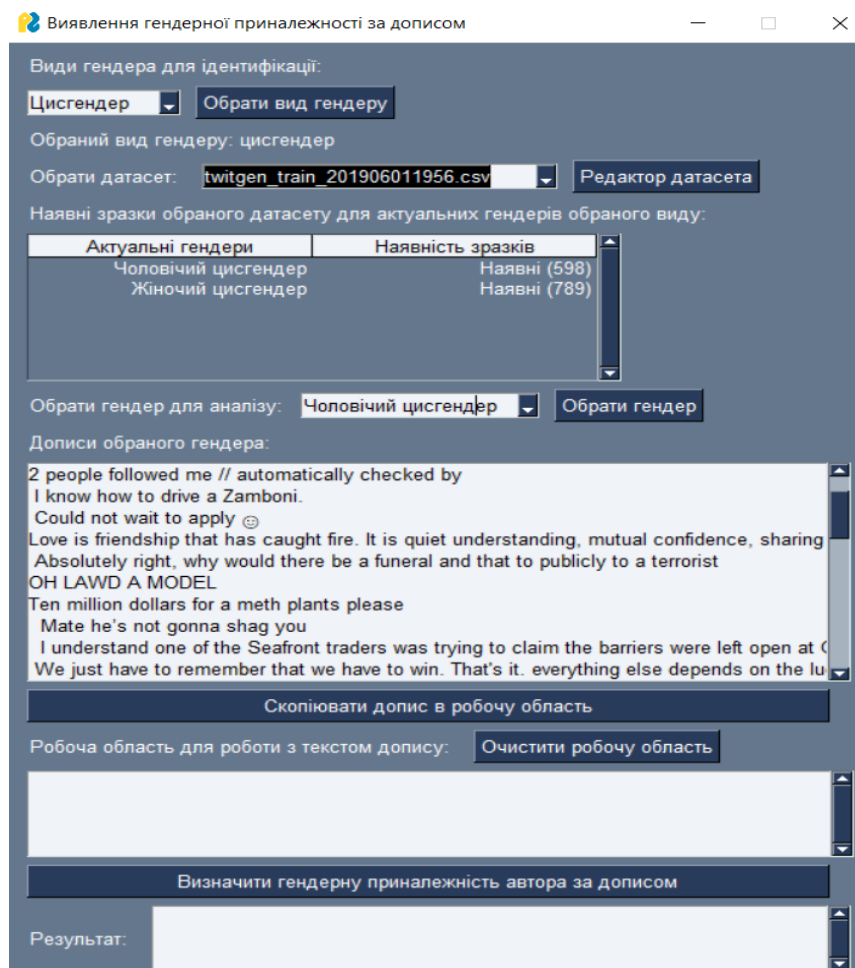 Виявлення гендерної приналежності за дописом
Види гендера для ідентифікації:
Цисгендер Обрати вид гендеру
Обраний вид гендеру: цисгендер
Обрати датасет: twitgen_train_201906011956.csv Редактор датасета
Наявні зразки обраного датасету для актуальних гендерів обраного виду:
Актуальні гендери Наявність зразків
Чоловічий цисгендер Наявні (598)
Жіночий цисгендер Наявні (789)
Обрати гендер для аналізу: Чоловічий цисгендер Обрати гендер
Дописи обраного гендера:
2 people followed me // automatically checked by
I know how to drive a Zamboni.
Could not wait to apply ☺
Love is friendship that has caught fire. It is quiet understanding, mutual confidence, sharing
Absolutely right, why would there be a funeral and that to publicly to a terrorist
OH LAWD A MODEL
Ten million dollars for a meth plants please
Mate he's not gonna shag you
I understand one of the Seafront traders was trying to claim the barriers were left open at
We just have to remember that we have to win. That's it. everything else depends on the
Скопіювати допис в робочу область
Робоча область для роботи з текстом допису: Очистити робочу область
Визначити гендерну приналежність автора за дописом
Результат: